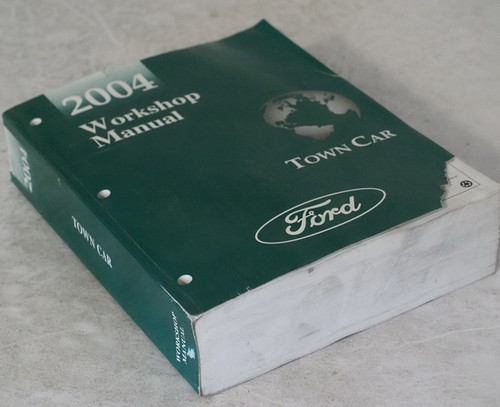 2004
Workshop
Manual
TOWN CAR
Ford
2004
TOWN CAR
WORKSHOP
MANUAL